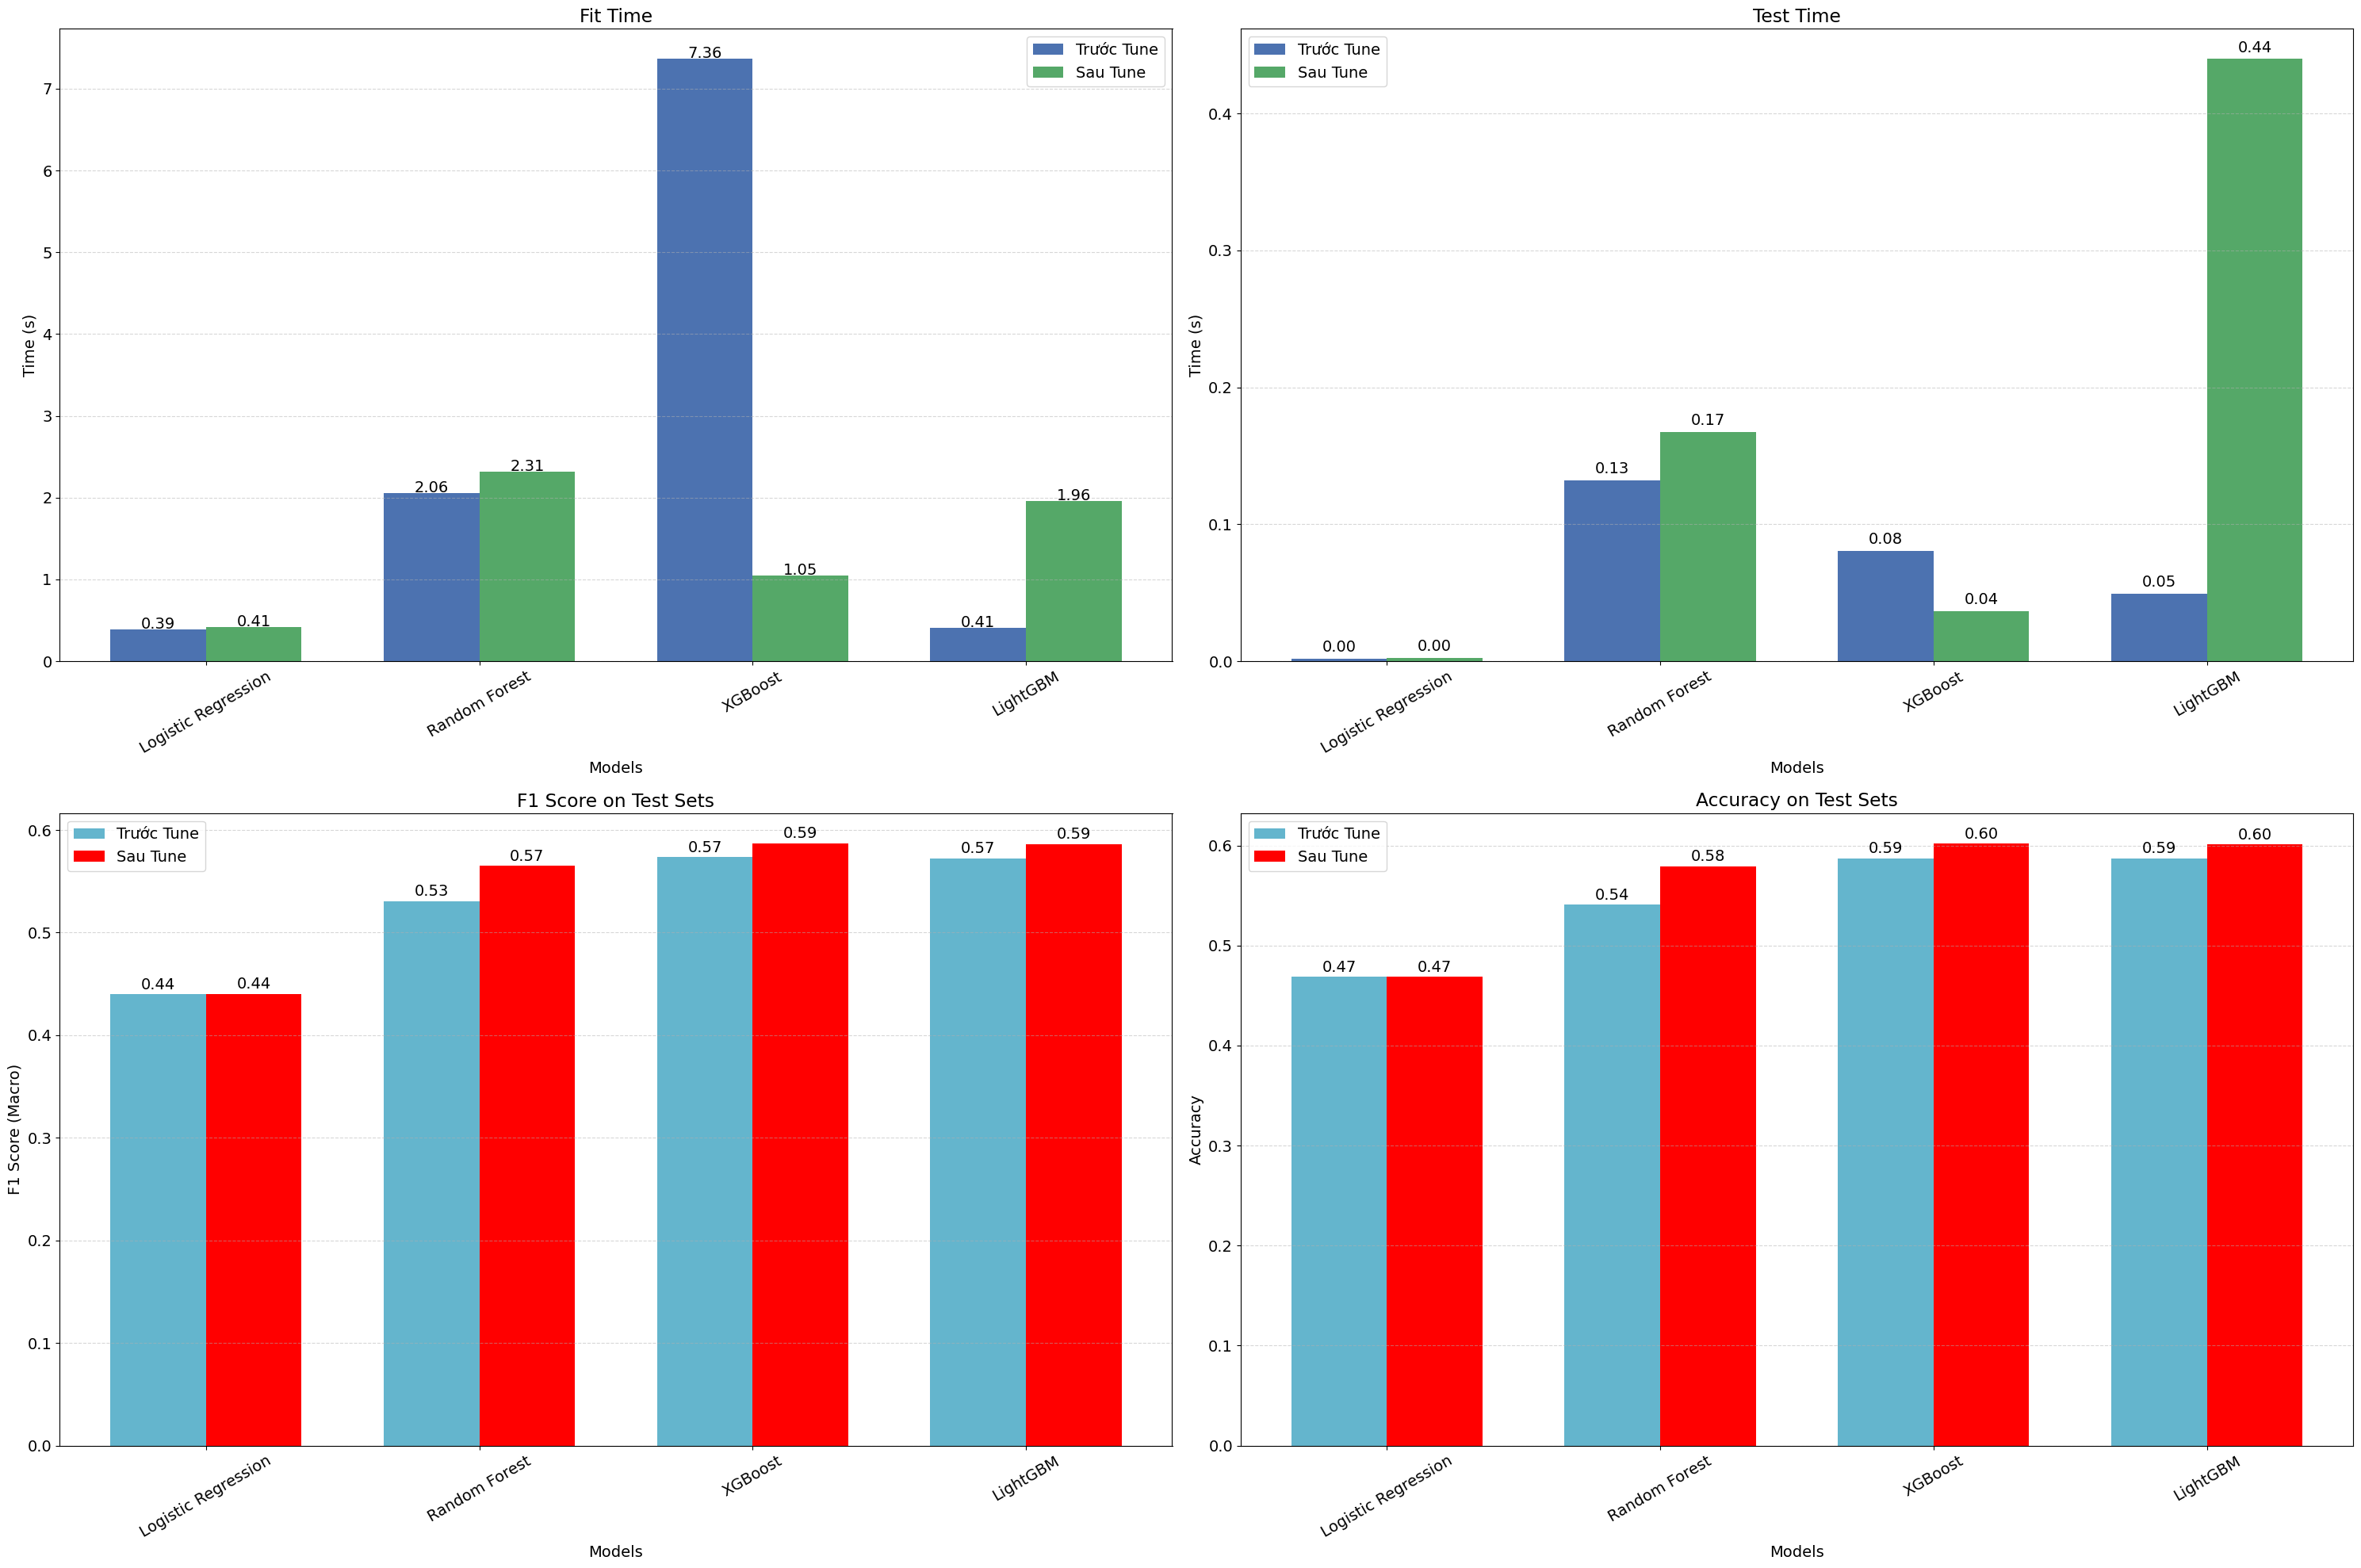 Fit Time
Trước Tune
Sau Tune
Time (s)
7
6
5
4
3
2
1
0
0.39
0.41
2.06
2.31
7.36
1.05
0.41
1.96
Logistic Regression
Random Forest
XGBoost
LightGBM
Models
Test Time
Trước Tune
Sau Tune
Time (s)
0.4
0.3
0.2
0.1
0.0
0.00
0.00
0.13
0.17
0.08
0.04
0.05
0.44
Logistic Regression
Random Forest
XGBoost
LightGBM
Models
F1 Score on Test Sets
Trước Tune
Sau Tune
F1 Score (Macro)
0.6
0.5
0.4
0.3
0.2
0.1
0.0
0.44
0.44
0.53
0.57
0.57
0.59
0.57
0.59
Logistic Regression
Random Forest
XGBoost
LightGBM
Models
Accuracy on Test Sets
Trước Tune
Sau Tune
Accuracy
0.6
0.5
0.4
0.3
0.2
0.1
0.0
0.47
0.47
0.54
0.58
0.59
0.60
0.59
0.60
Logistic Regression
Random Forest
XGBoost
LightGBM
Models